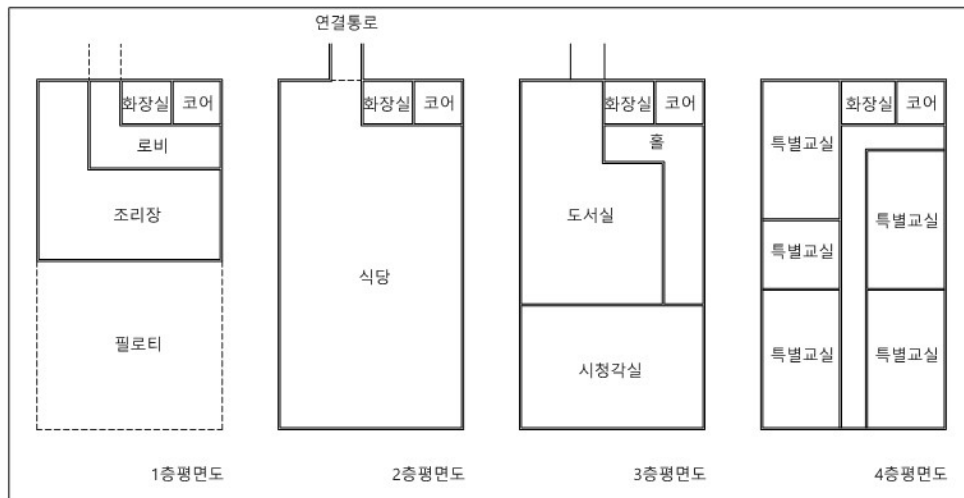 연결통로
화장실 코어
로비
조리장
필로티
1층평면도
화장실 코어
식당
2층평면도
화장실 코어
홀
도서실
시청각실
3층평면도
화장실 코어
특별교실
특별교실
특별교실
특별교실
특별교실
4층평면도